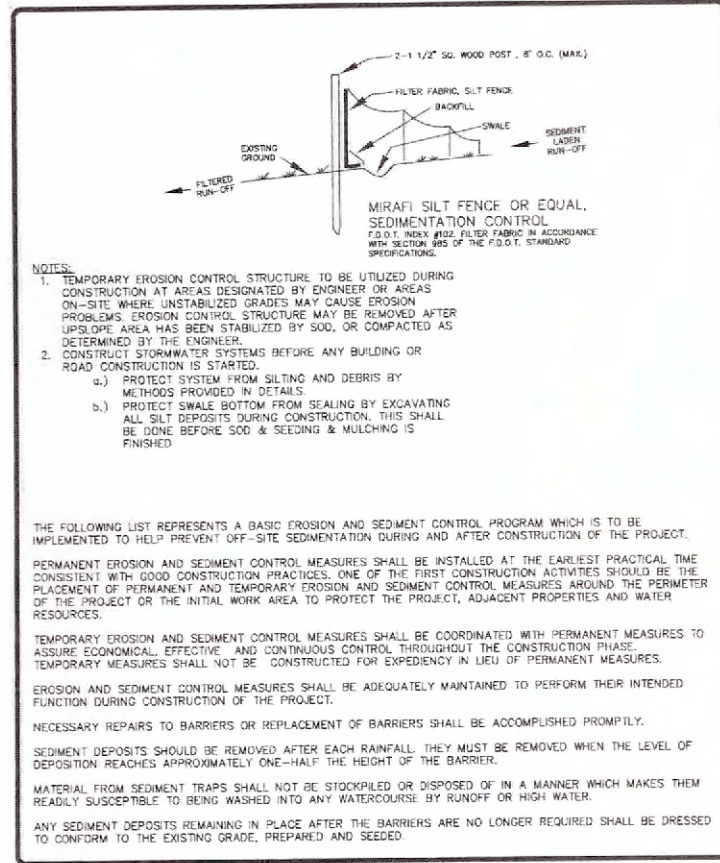 2-1 1/2" SQ. WOOD POST , 6' O.C. (MAX.)
FILTER FABRIC, SILT FENCE
BACKFILL
SWALE
EXISTING
GROUND
SEDIMENT
LADEN
RUN-OFF
FILTERED
RUN-OFF
MIRAFI SILT FENCE OR EQUAL,
SEDIMENTATION CONTROL
F.D.O.T. INDEX #102. FILTER FABRIC IN ACCORDANCE
WITH SECTION 985 OF THE F.D.O.T. STANDARD
SPECIFICATIONS.
NOTES:
1. TEMPORARY EROSION CONTROL STRUCTURE TO BE UTILIZED DURING
CONSTRUCTION AT AREAS DESIGNATED BY ENGINEER OR AREAS
ON-SITE WHERE UNSTABILIZED GRADES MAY CAUSE EROSION
PROBLEMS. EROSION CONTROL STRUCTURE MAY BE REMOVED AFTER
UPSLOPE AREA HAS BEEN STABILIZED BY SOD, OR COMPACTED AS
DETERMINED BY THE ENGINEER.
2. CONSTRUCT STORMWATER SYSTEMS BEFORE ANY BUILDING OR
ROAD CONSTRUCTION IS STARTED.
a.) PROTECT SYSTEM FROM SILTING AND DEBRIS BY
METHODS PROVIDED IN DETAILS.
b.) PROTECT SWALE BOTTOM FROM SEALING BY EXCAVATING
ALL SILT DEPOSITS DURING CONSTRUCTION. THIS SHALL
BE DONE BEFORE SOD & SEEDING & MULCHING IS
FINISHED
THE FOLLOWING LIST REPRESENTS A BASIC EROSION AND SEDIMENT CONTROL PROGRAM WHICH IS TO BE
IMPLEMENTED TO HELP PREVENT OFF-SITE SEDIMENTATION DURING AND AFTER CONSTRUCTION OF THE PROJECT.
PERMANENT EROSION AND SEDIMENT CONTROL MEASURES SHALL BE INSTALLED AT THE EARLIEST PRACTICAL TIME
CONSISTENT WITH GOOD CONSTRUCTION PRACTICES. ONE OF THE FIRST CONSTRUCTION ACTIVITIES SHOULD BE THE
PLACEMENT OF PERMANENT AND TEMPORARY EROSION AND SEDIMENT CONTROL MEASURES AROUND THE PERIMETER
OF THE PROJECT OR THE INITIAL WORK AREA TO PROTECT THE PROJECT, ADJACENT PROPERTIES AND WATER
RESOURCES.
TEMPORARY EROSION AND SEDIMENT CONTROL MEASURES SHALL BE COORDINATED WITH PERMANENT MEASURES TO
ASSURE ECONOMICAL, EFFECTIVE AND CONTINUOUS CONTROL THROUGHOUT THE CONSTRUCTION PHASE.
TEMPORARY MEASURES SHALL NOT BE CONSTRUCTED FOR EXPEDIENCY IN LIEU OF PERMANENT MEASURES.
EROSION AND SEDIMENT CONTROL MEASURES SHALL BE ADEQUATELY MAINTAINED TO PERFORM THEIR INTENDED
FUNCTION DURING CONSTRUCTION OF THE PROJECT.
NECESSARY REPAIRS TO BARRIERS OR REPLACEMENT OF BARRIERS SHALL BE ACCOMPLISHED PROMPTLY.
SEDIMENT DEPOSITS SHOULD BE REMOVED AFTER EACH RAINFALL. THEY MUST BE REMOVED WHEN THE LEVEL OF
DEPOSITION REACHES APPROXIMATELY ONE-HALF THE HEIGHT OF THE BARRIER.
MATERIAL FROM SEDIMENT TRAPS SHALL NOT BE STOCKPILED OR DISPOSED OF IN A MANNER WHICH MAKES THEM
READILY SUSCEPTIBLE TO BEING WASHED INTO ANY WATERCOURSE BY RUNOFF OR HIGH WATER.
ANY SEDIMENT DEPOSITS REMAINING IN PLACE AFTER THE BARRIERS ARE NO LONGER REQUIRED SHALL BE DRESSED
TO CONFORM TO THE EXISTING GRADE, PREPARED AND SEEDED.